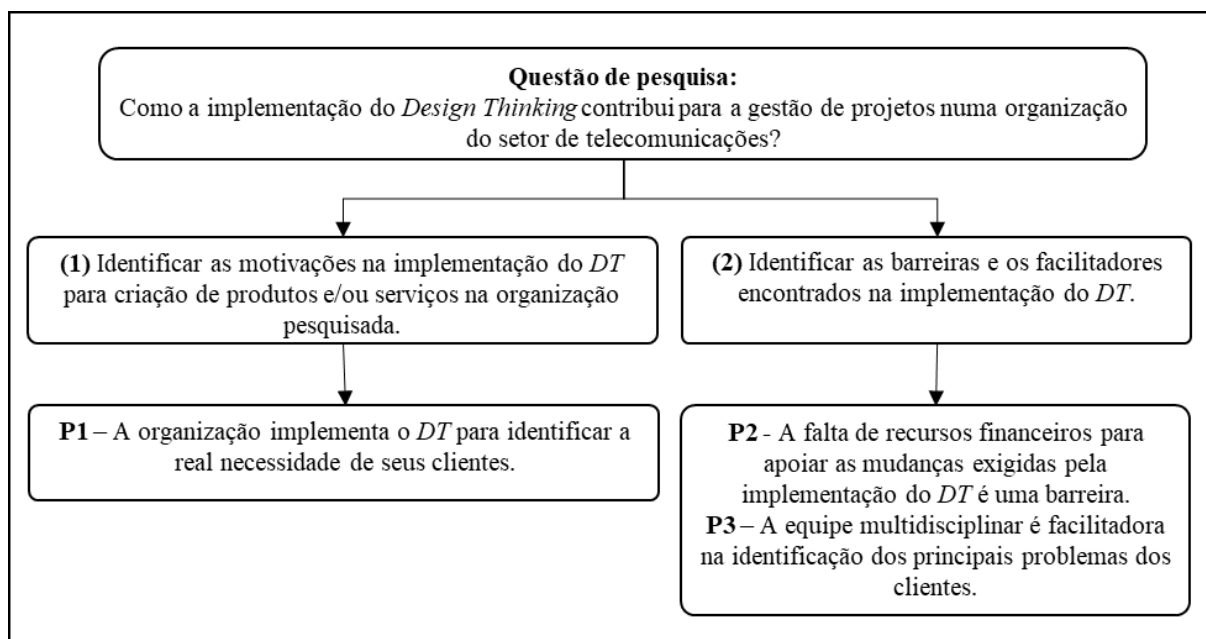 Questão de pesquisa:
Como a implementação do Design Thinking contribui para a gestão de projetos numa organização
do setor de telecomunicações?
(1) Identificar as motivações na implementação do DT
para criação de produtos e/ou serviços na organização
pesquisada.
(2) Identificar as barreiras e os facilitadores
encontrados na implementação do DT.
P1 – A organização implementa o DT para identificar a
real necessidade de seus clientes.
P2 - A falta de recursos financeiros para
apoiar as mudanças exigidas pela
implementação do DT é uma barreira.
P3 – A equipe multidisciplinar é facilitadora
na identificação dos principais problemas dos
clientes.